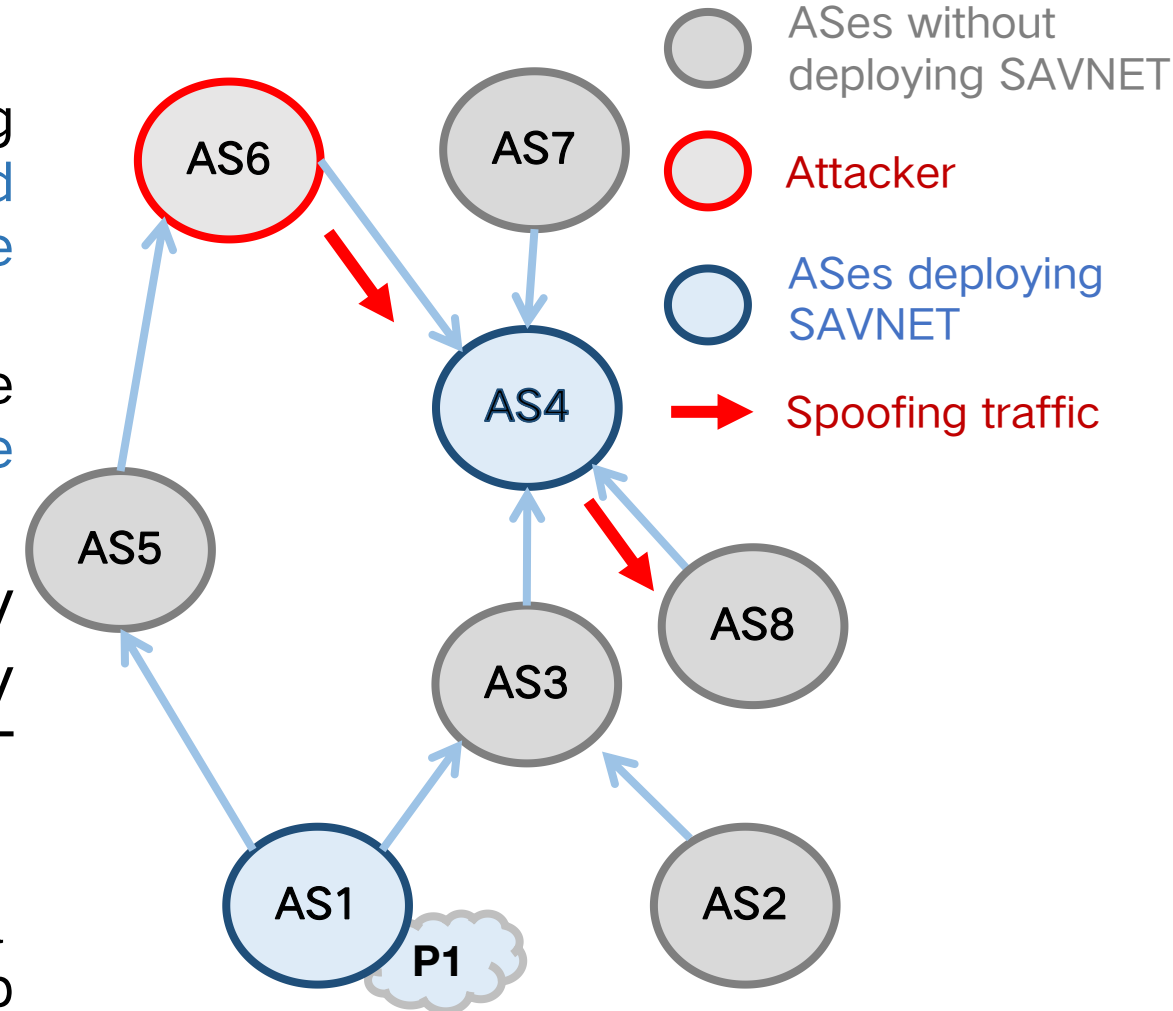 ASes without
deploying SAVNET
g
AS6
AS7
Attacker
d
e
ASes deploying
SAVNET
e
AS4
Spoofing traffic
e
AS5
y
AS8
y
AS3
AS1
AS2
P1